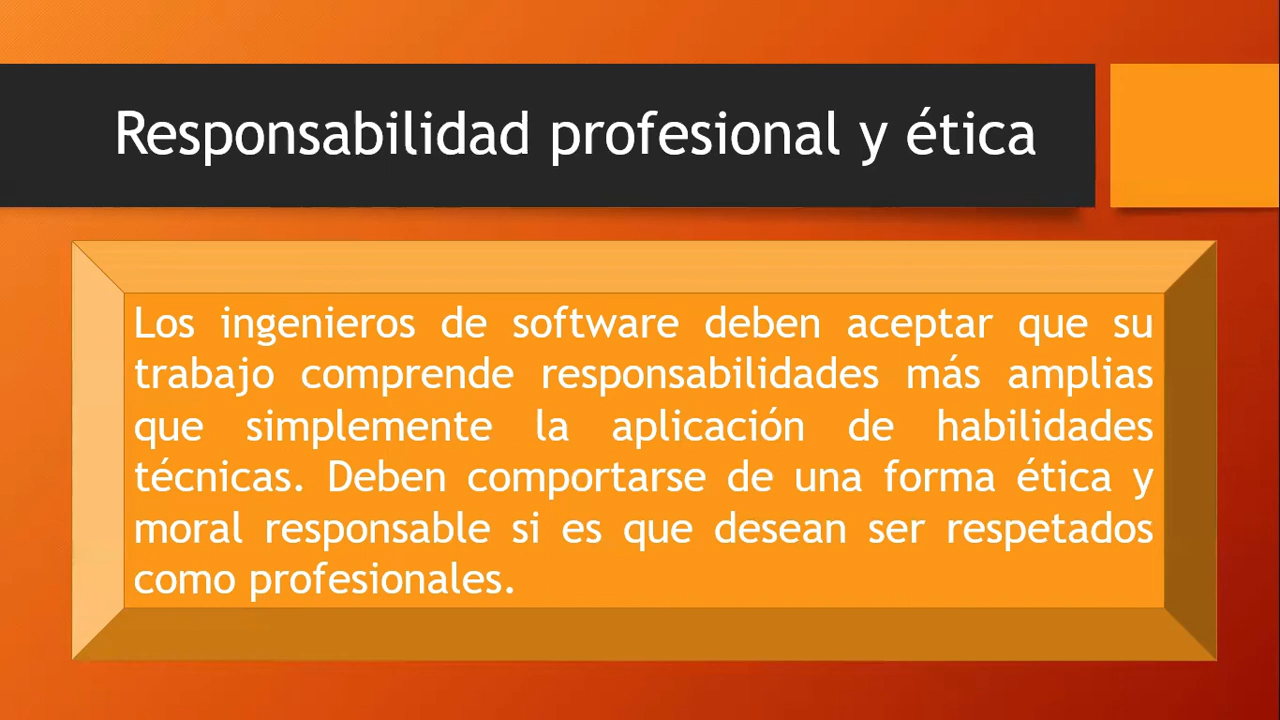 Responsabilidad profesional y ética
Los ingenieros de software deben aceptar que su
trabajo comprende responsabilidades más amplias
que simplemente la aplicación de habilidades
técnicas. Deben comportarse de una forma ética y
moral responsable si es que desean ser respetados
como profesionales.